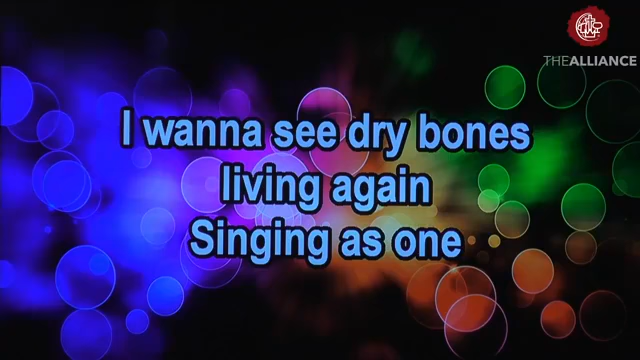 THEALLIANCE
I wanna see dry bones
living again
Singing as one